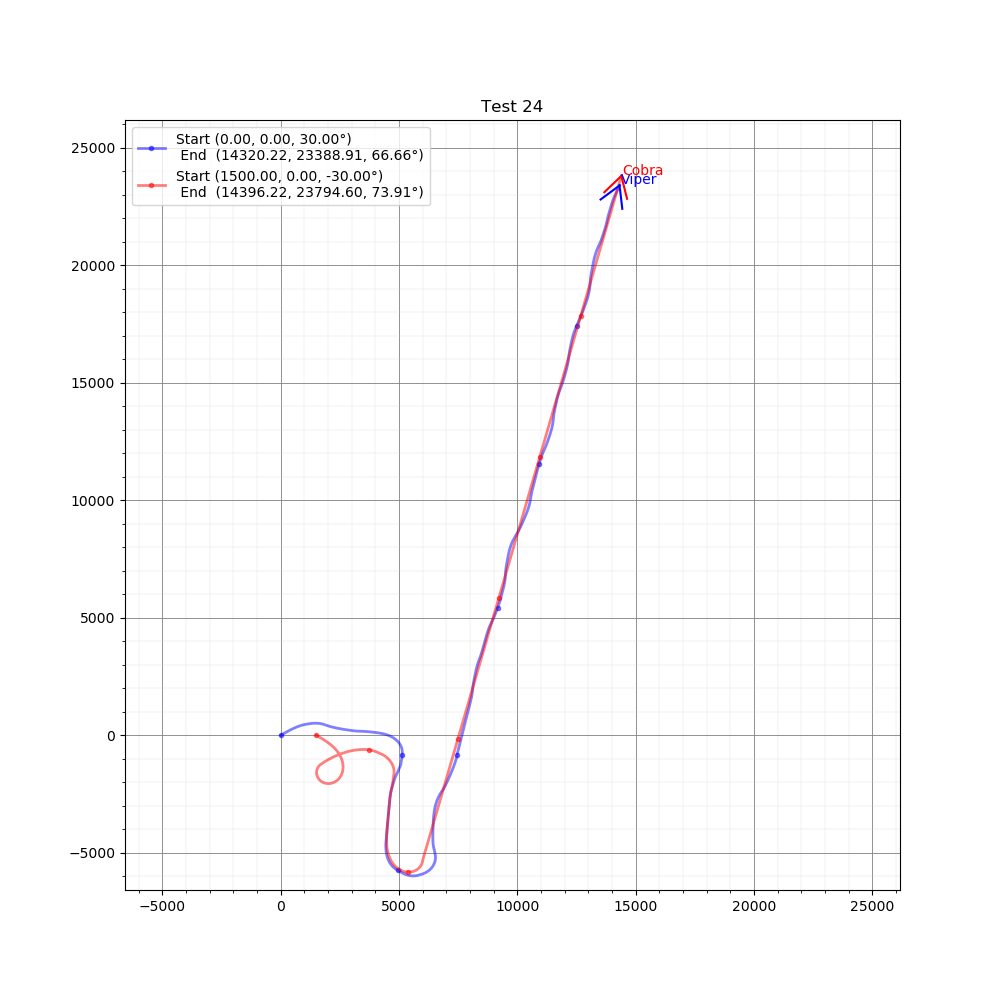 Test 24
Start (0.00, 0.00, 30.00°)
End (14320.22, 23388.91, 66.66°)
Start (1500.00, 0.00, -30.00°)
End (14396.22, 23794.60, 73.91°)
Cobra
Viper
25000
20000
15000
10000
5000
0
−5000
−5000 0 5000 10000 15000 20000 25000